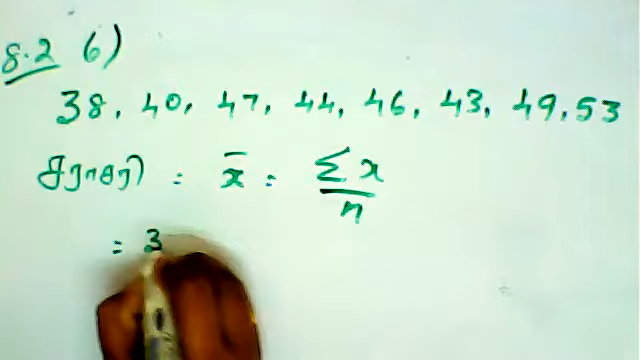 8.2 6)
38, 40, 47, 44, 46, 43, 49, 53
சராசரி = x̄ = Σx/n
= 3